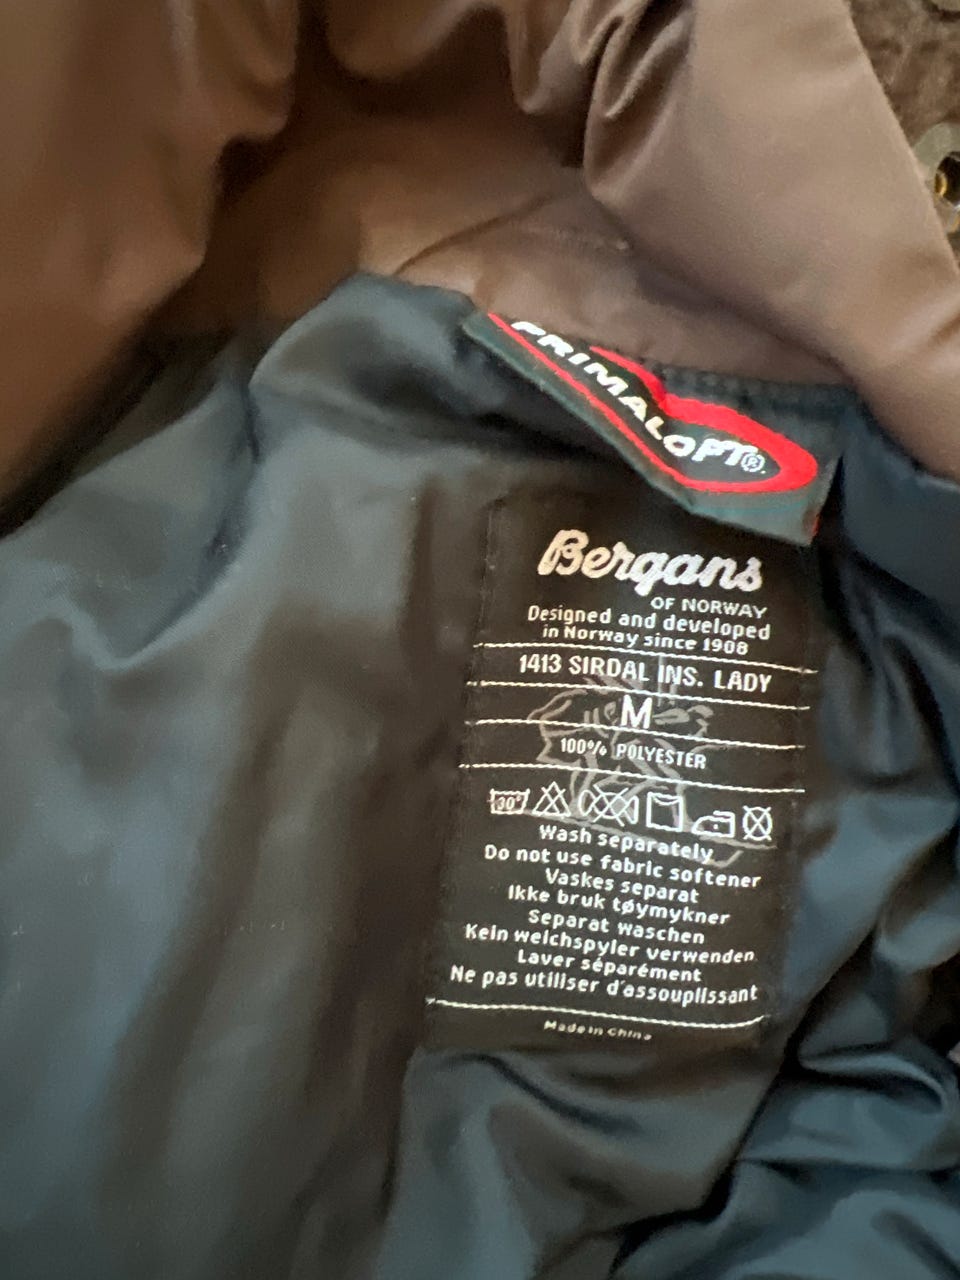 PRIMALOFT®
Bergans
OF NORWAY
Designed and developed
in Norway since 1908
1413 SIRDAL INS. LADY
M
100% POLYESTER
30°
Wash separately
Do not use fabric softener
Vaskes separat
Ikke bruk tøymykner
Separat waschen
Kein weichspyler verwenden
Laver séparément
Ne pas utiliser d'assouplissant
Made in China